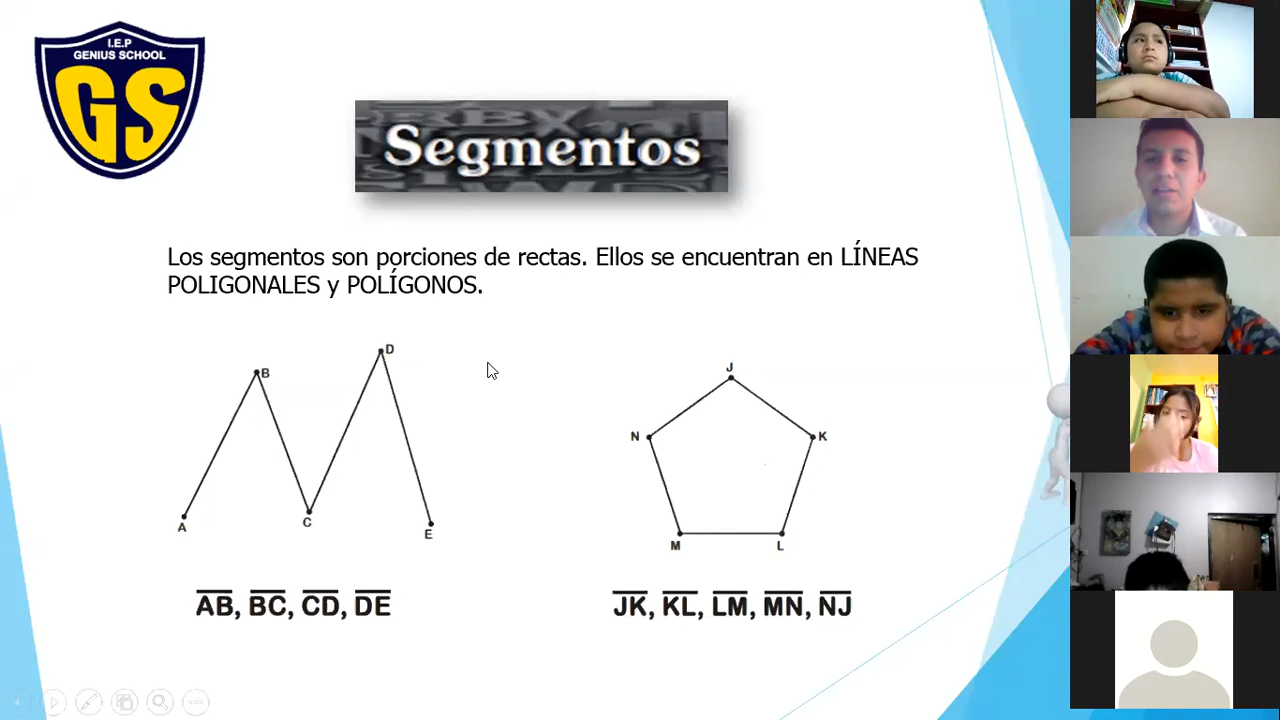 I.E.P
GENIUS SCHOOL
GS
Segmentos
Los segmentos son porciones de rectas. Ellos se encuentran en LÍNEAS
POLIGONALES y POLÍGONOS.
D
B
A
C
E
J
N
K
M
L
AB, BC, CD, DE
JK, KL, LM, MN, NJ